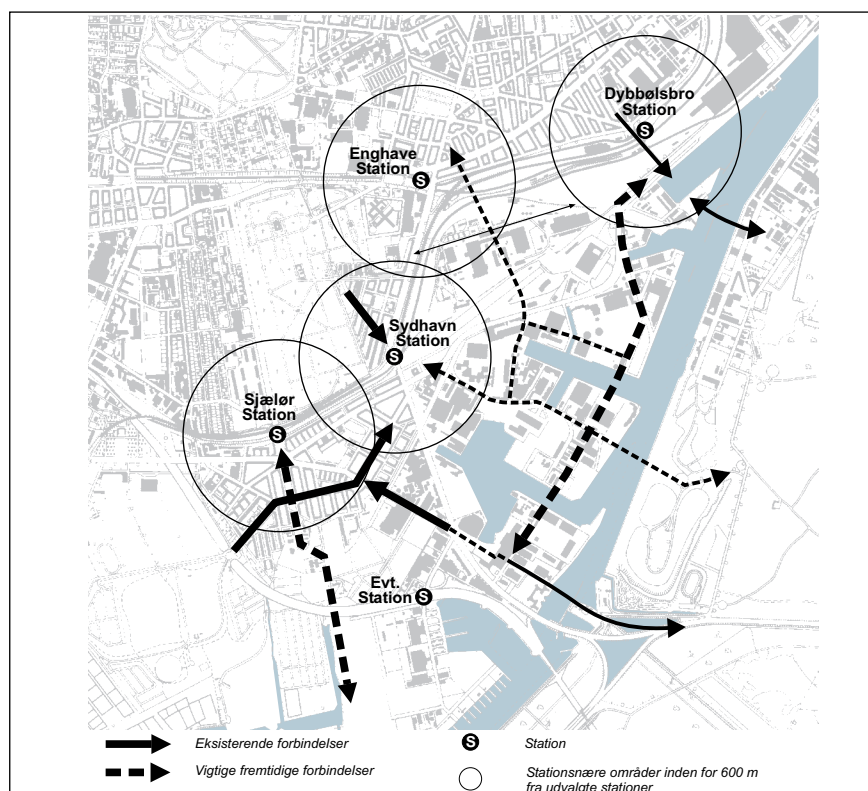 Dybbølsbro
Station
S
Enghave
Station
S
Sydhavn
Station
S
Sjælør
Station
S
Evt.
Station
S
Eksisterende forbindelser
S
Station
Vigtige fremtidige forbindelser
Stationsnære områder inden for 600 m
fra udvalgte stationer